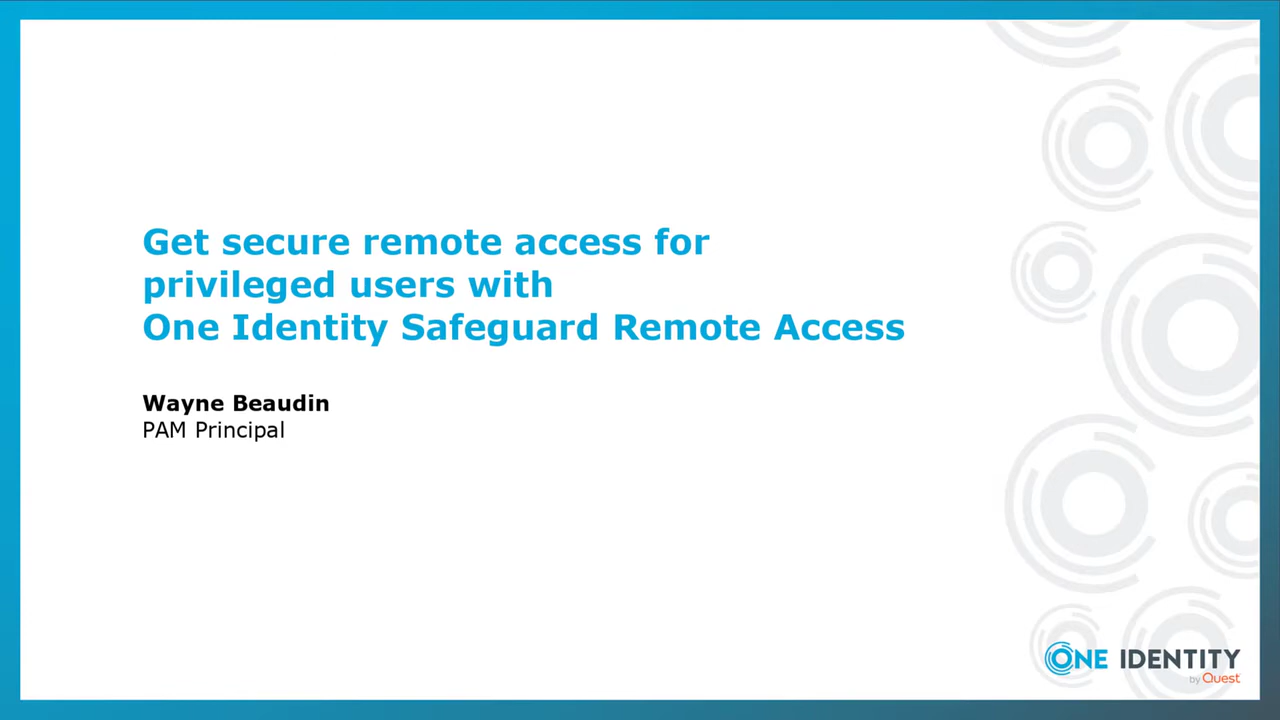 Get secure remote access for
privileged users with
One Identity Safeguard Remote Access
Wayne Beaudin
PAM Principal
ONE IDENTITY
by Quest